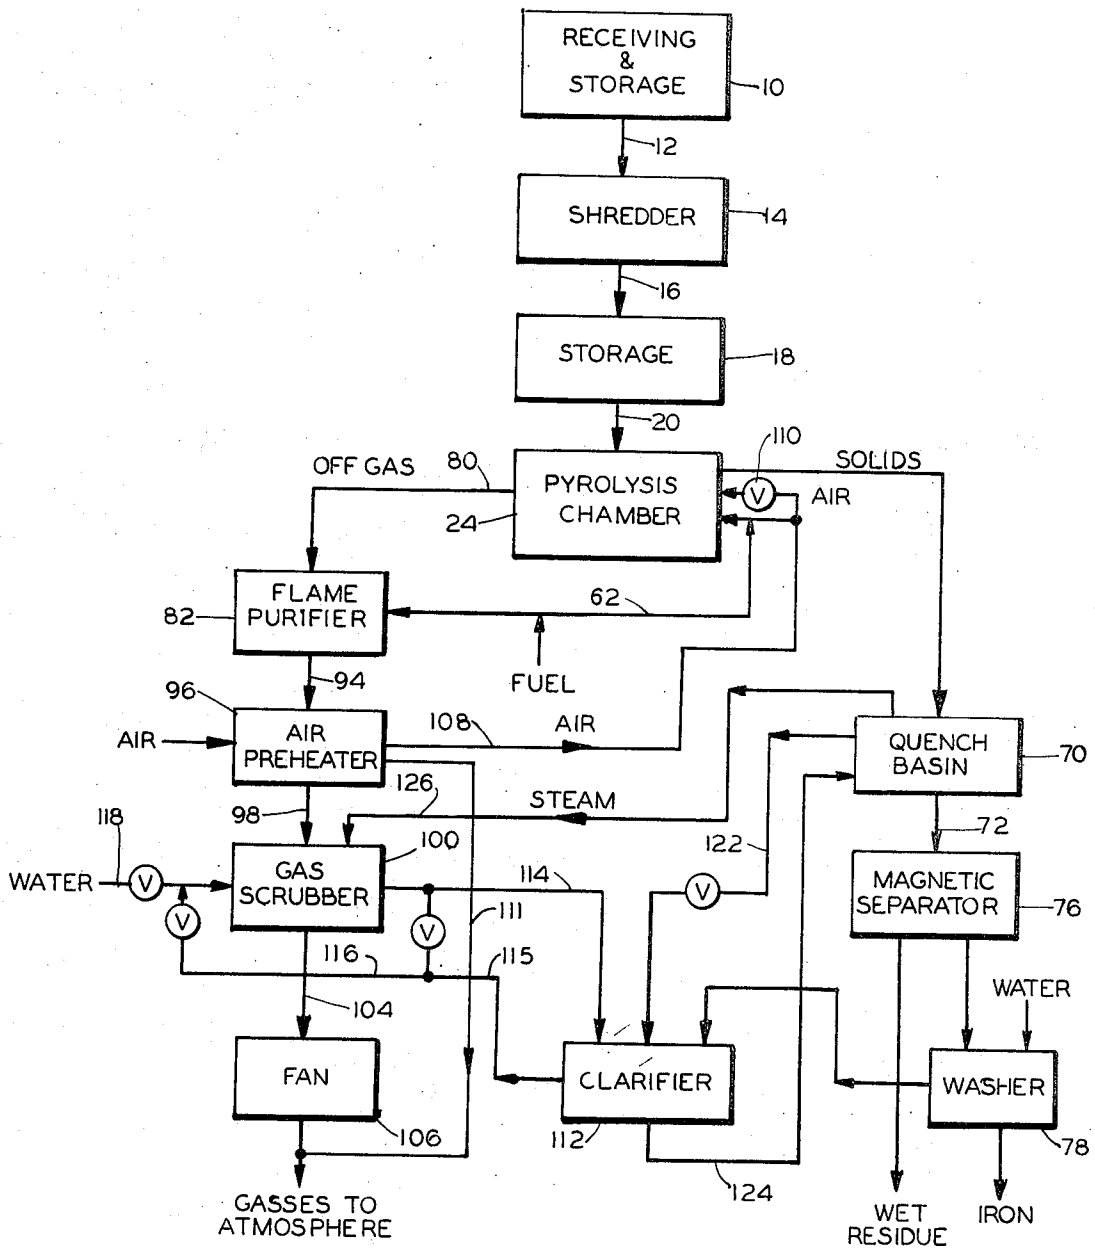 RECEIVING
&
STORAGE
10
12
SHREDDER
14
16
STORAGE
18
20
110
OFF GAS
80
SOLIDS
PYROLYSIS
CHAMBER
V
AIR
24
FLAME
PURIFIER
82
62
FUEL
94
96
AIR
AIR
PREHEATER
108
AIR
QUENCH
BASIN
70
126
STEAM
98
118
100
122
72
WATER
V
GAS
SCRUBBER
114
V
MAGNETIC
SEPARATOR
76
V
V
111
116
115
104
WATER
FAN
CLARIFIER
WASHER
106
112
78
124
GASSES TO
ATMOSPHERE
WET
RESIDUE
IRON